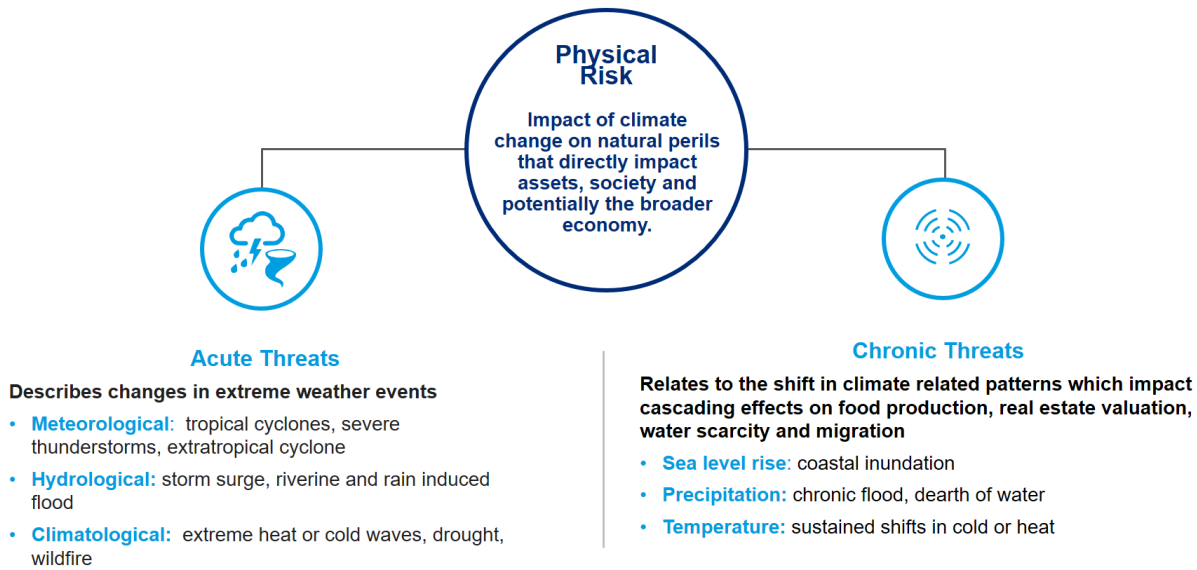 Physical
Risk
Impact of climate
change on natural perils
that directly impact
assets, society and
potentially the broader
economy.
Acute Threats
Describes changes in extreme weather events
• Meteorological:  tropical cyclones, severe
thunderstorms, extratropical cyclone
• Hydrological: storm surge, riverine and rain induced
flood
• Climatological:  extreme heat or cold waves, drought,
wildfire
Chronic Threats
Relates to the shift in climate related patterns which impact
cascading effects on food production, real estate valuation,
water scarcity and migration
• Sea level rise: coastal inundation
• Precipitation: chronic flood, dearth of water
• Temperature: sustained shifts in cold or heat